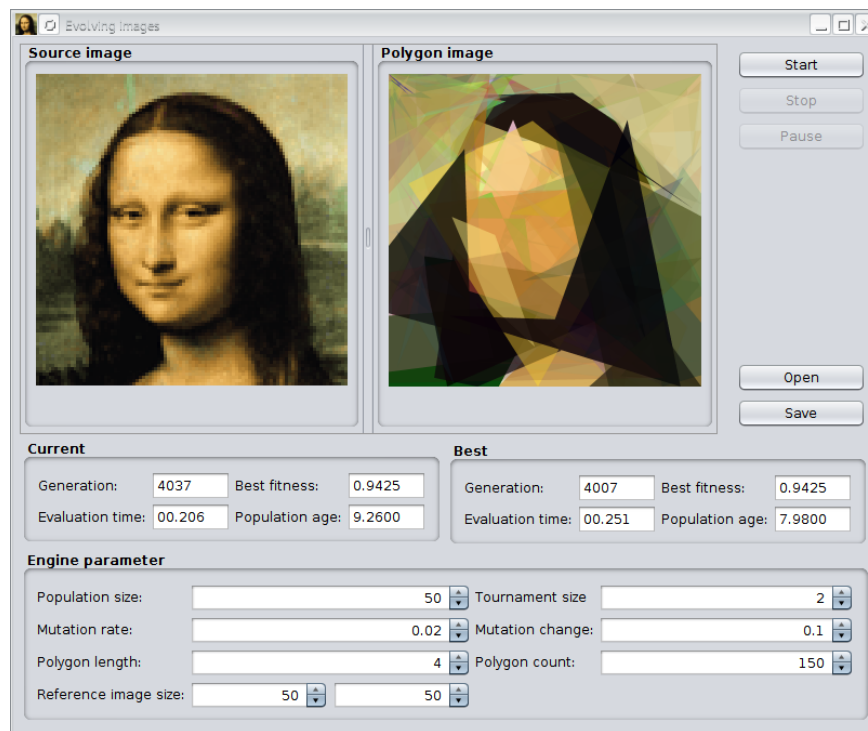 Evolving Images
Source image
Polygon image
Start
Stop
Pause
Open
Save
Current
Generation: 4037 Best fitness: 0.9425
Evaluation time: 00.206 Population age: 9.2600
Best
Generation: 4007 Best fitness: 0.9425
Evaluation time: 00.251 Population age: 7.9800
Engine parameter
Population size: 50 Tournament size 2
Mutation rate: 0.02 Mutation change: 0.1
Polygon length: 4 Polygon count: 150
Reference image size: 50 50